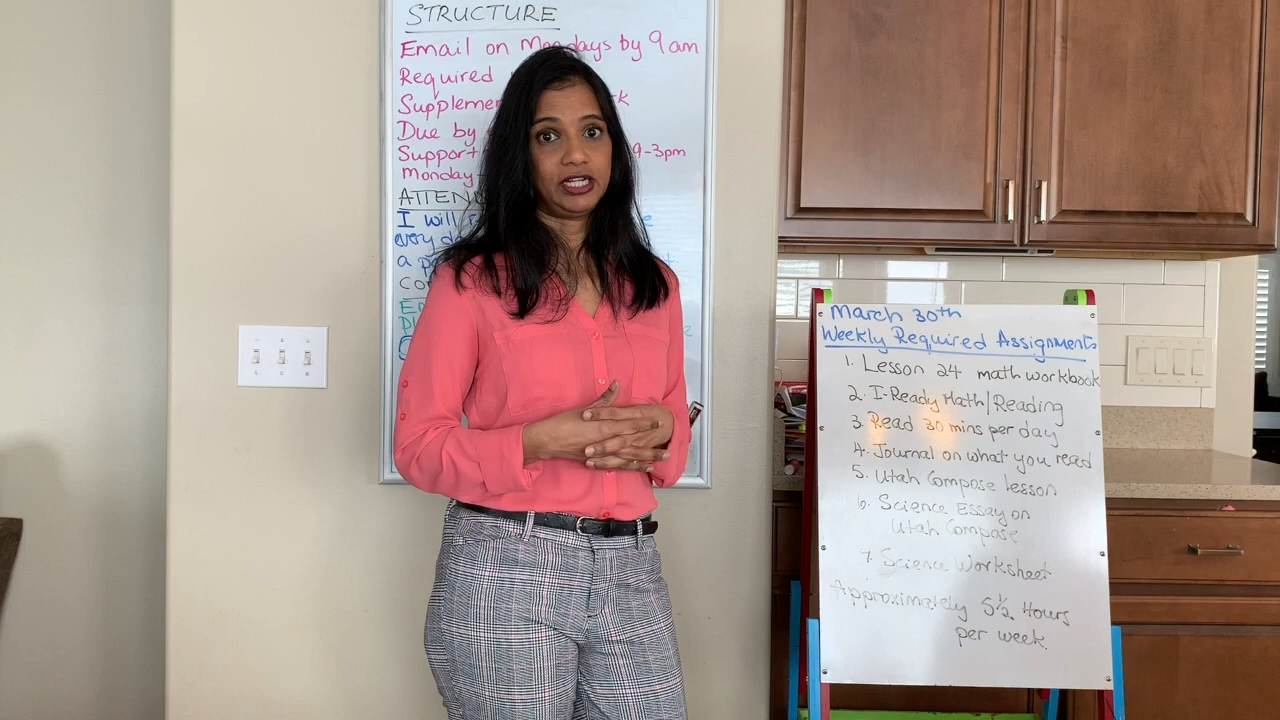 STRUCTURE
Email on Mondays by 9am
Required
Due by
Support 9-3pm
Monday
I will
every
a
March 30th
Weekly Required Assignments
1. Lesson 24 math workbook
2. I-Ready Math/Reading
3. Read 30 mins per day
4. Journal on what you read
5. Utah Compose lesson
6. Science Essay on
Utah Compose
7. Science Worksheet
Approximately 5½ Hours
per week.